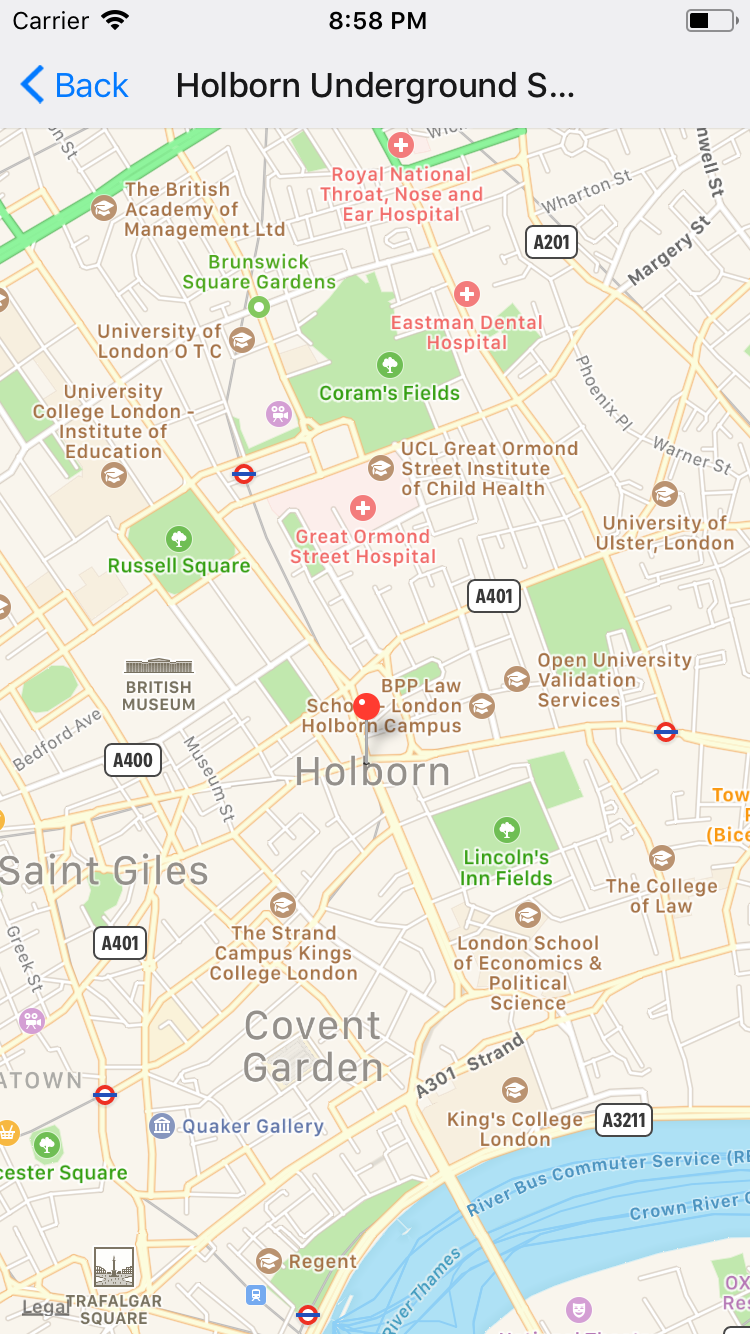 Carrier
8:58 PM
Back
Holborn Underground S...
Royal National
Throat, Nose and
Ear Hospital
The British
Academy of
Management Ltd
Wharton St
A201
Margery St
Brunswick
Square Gardens
Eastman Dental
Hospital
University of
London O T C
Coram's Fields
Phoenix Pl
University
College London -
Institute of
Education
Warner St
UCL Great Ormond
Street Institute
of Child Health
Great Ormond
Street Hospital
University of
Ulster, London
Russell Square
A401
BRITISH
MUSEUM
BPP Law
School - London
Holborn Campus
Open University
Validation
Services
Bedford Ave
A400
Museum St
Holborn
Lincoln's
Inn Fields
Saint Giles
The College
of Law
A401
Greek St
The Strand
Campus Kings
College London
London School
of Economics &
Political
Science
Covent
Garden
A301 Strand
ATOWN
Quaker Gallery
King's College
London
A3211
cester Square
River Bus Commuter Service (RB
Crown River C
River Thames
Regent
TRAFALGAR
SQUARE
Legal